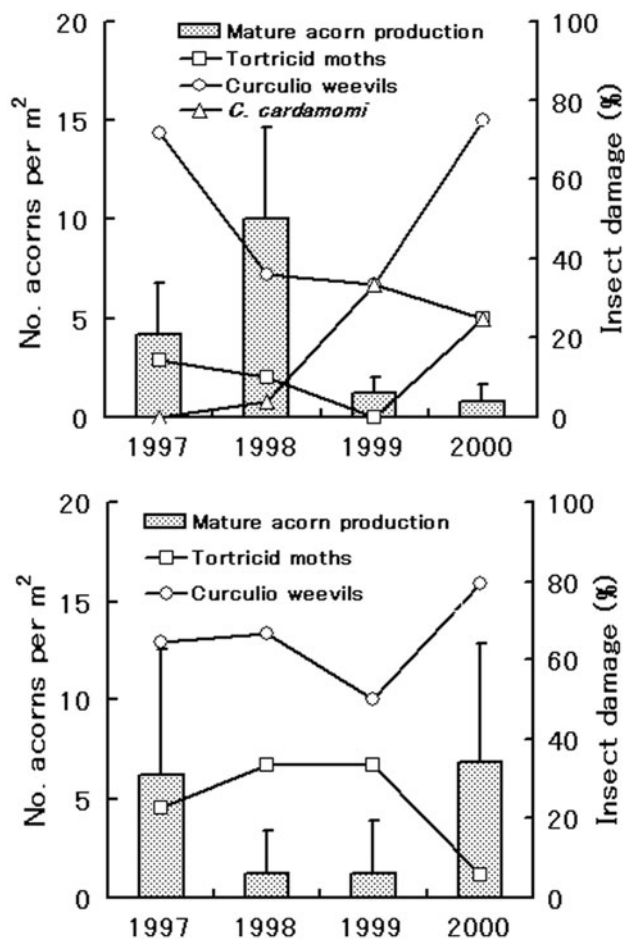 20
100
Mature acorn production
Tortricid moths
Curculio weevils
C. cardamomi
15
80
10
60
40
5
20
0
0
No. acorns per m²
Insect damage (%)
1997 1998 1999 2000
20
100
Mature acorn production
Tortricid moths
Curculio weevils
15
80
10
60
40
5
20
0
0
No. acorns per m²
Insect damage (%)
1997 1998 1999 2000